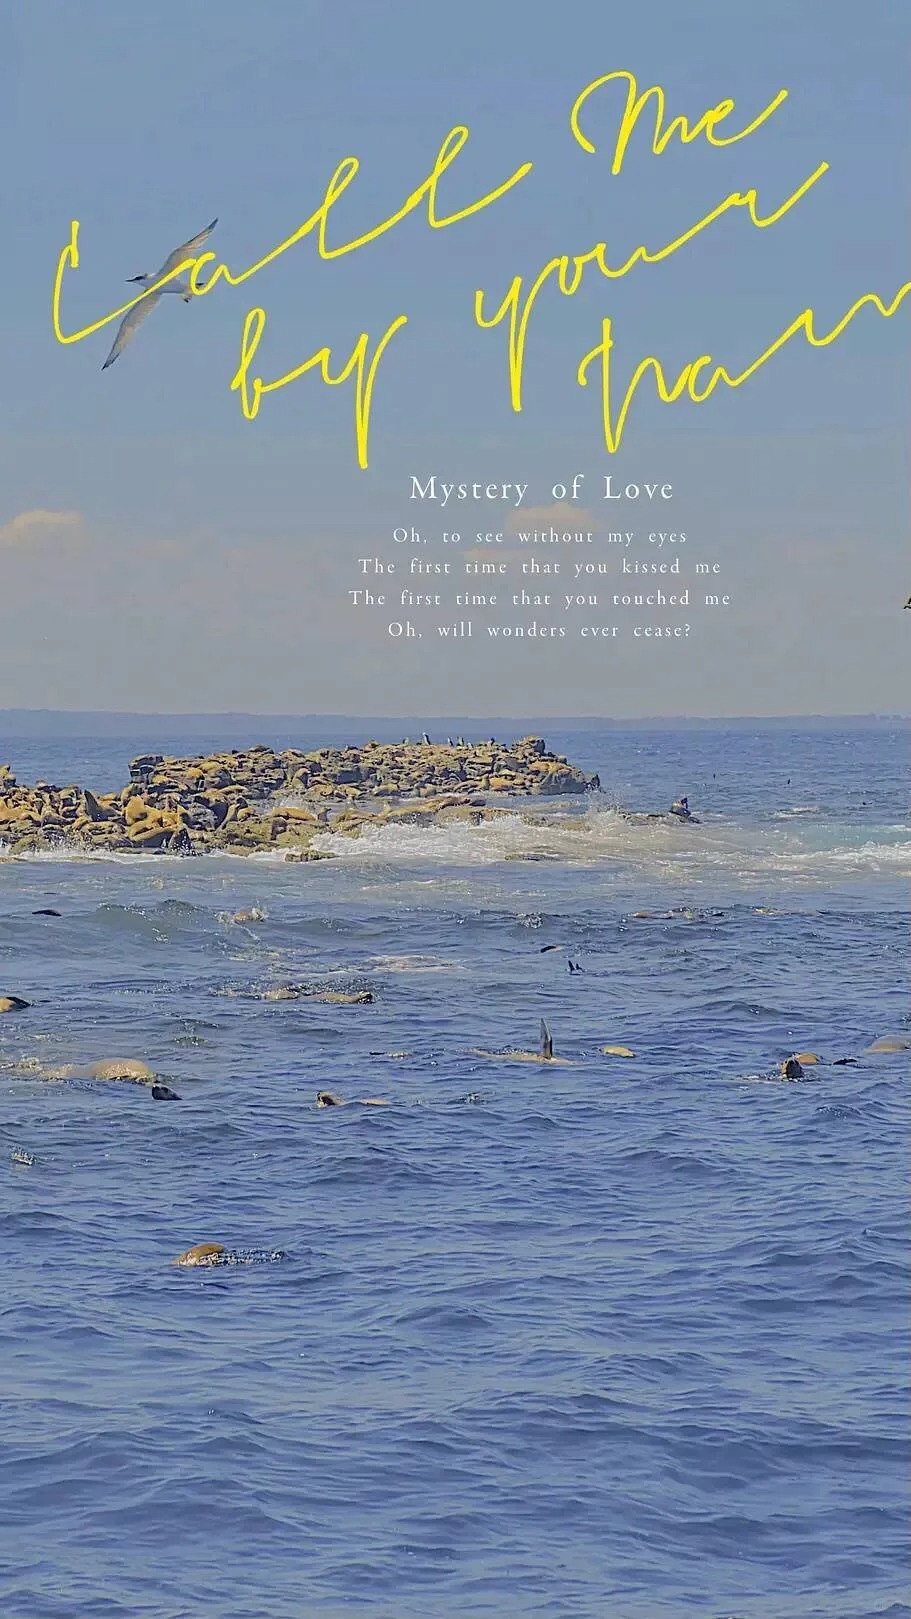 Call Me
by your
nam
Mystery of Love
Oh, to see without my eyes
The first time that you kissed me
The first time that you touched me
Oh, will wonders ever cease?